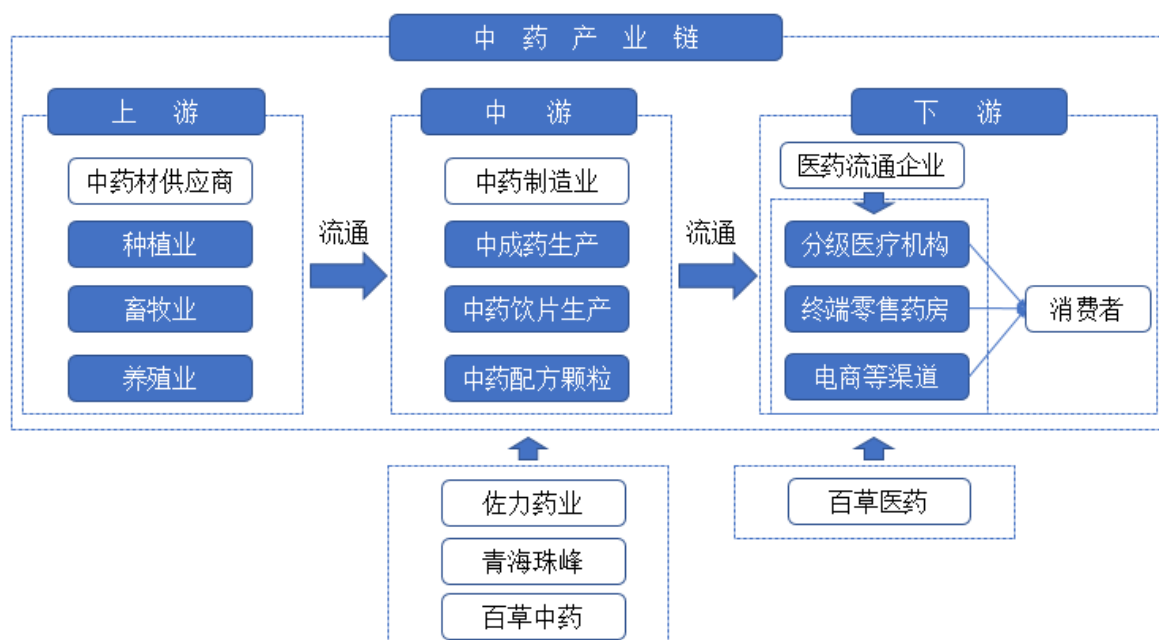 中药产业链
上游
中药材供应商
种植业
畜牧业
养殖业
流通
中游
中药制造业
中成药生产
中药饮片生产
中药配方颗粒
流通
下游
医药流通企业
分级医疗机构
终端零售药房
电商等渠道
消费者
佐力药业
青海珠峰
百草中药
百草医药